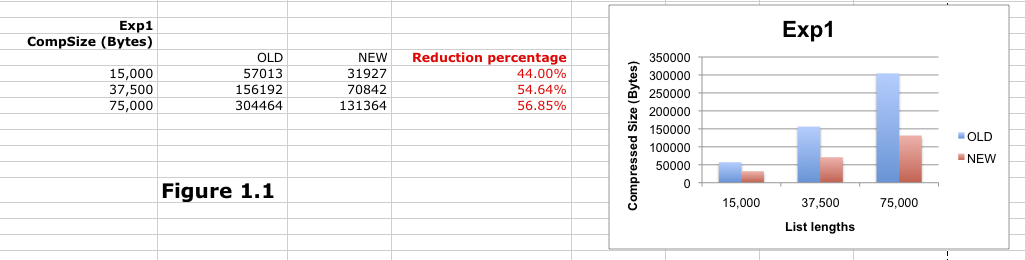 Exp1
CompSize (Bytes)
OLD NEW Reduction percentage
15,000 57013 31927 44.00%
37,500 156192 70842 54.64%
75,000 304464 131364 56.85%
Figure 1.1
Exp1
Compressed Size (Bytes)
350000
300000
250000
200000
150000
100000
50000
0
15,000 37,500 75,000
List lengths
OLD
NEW